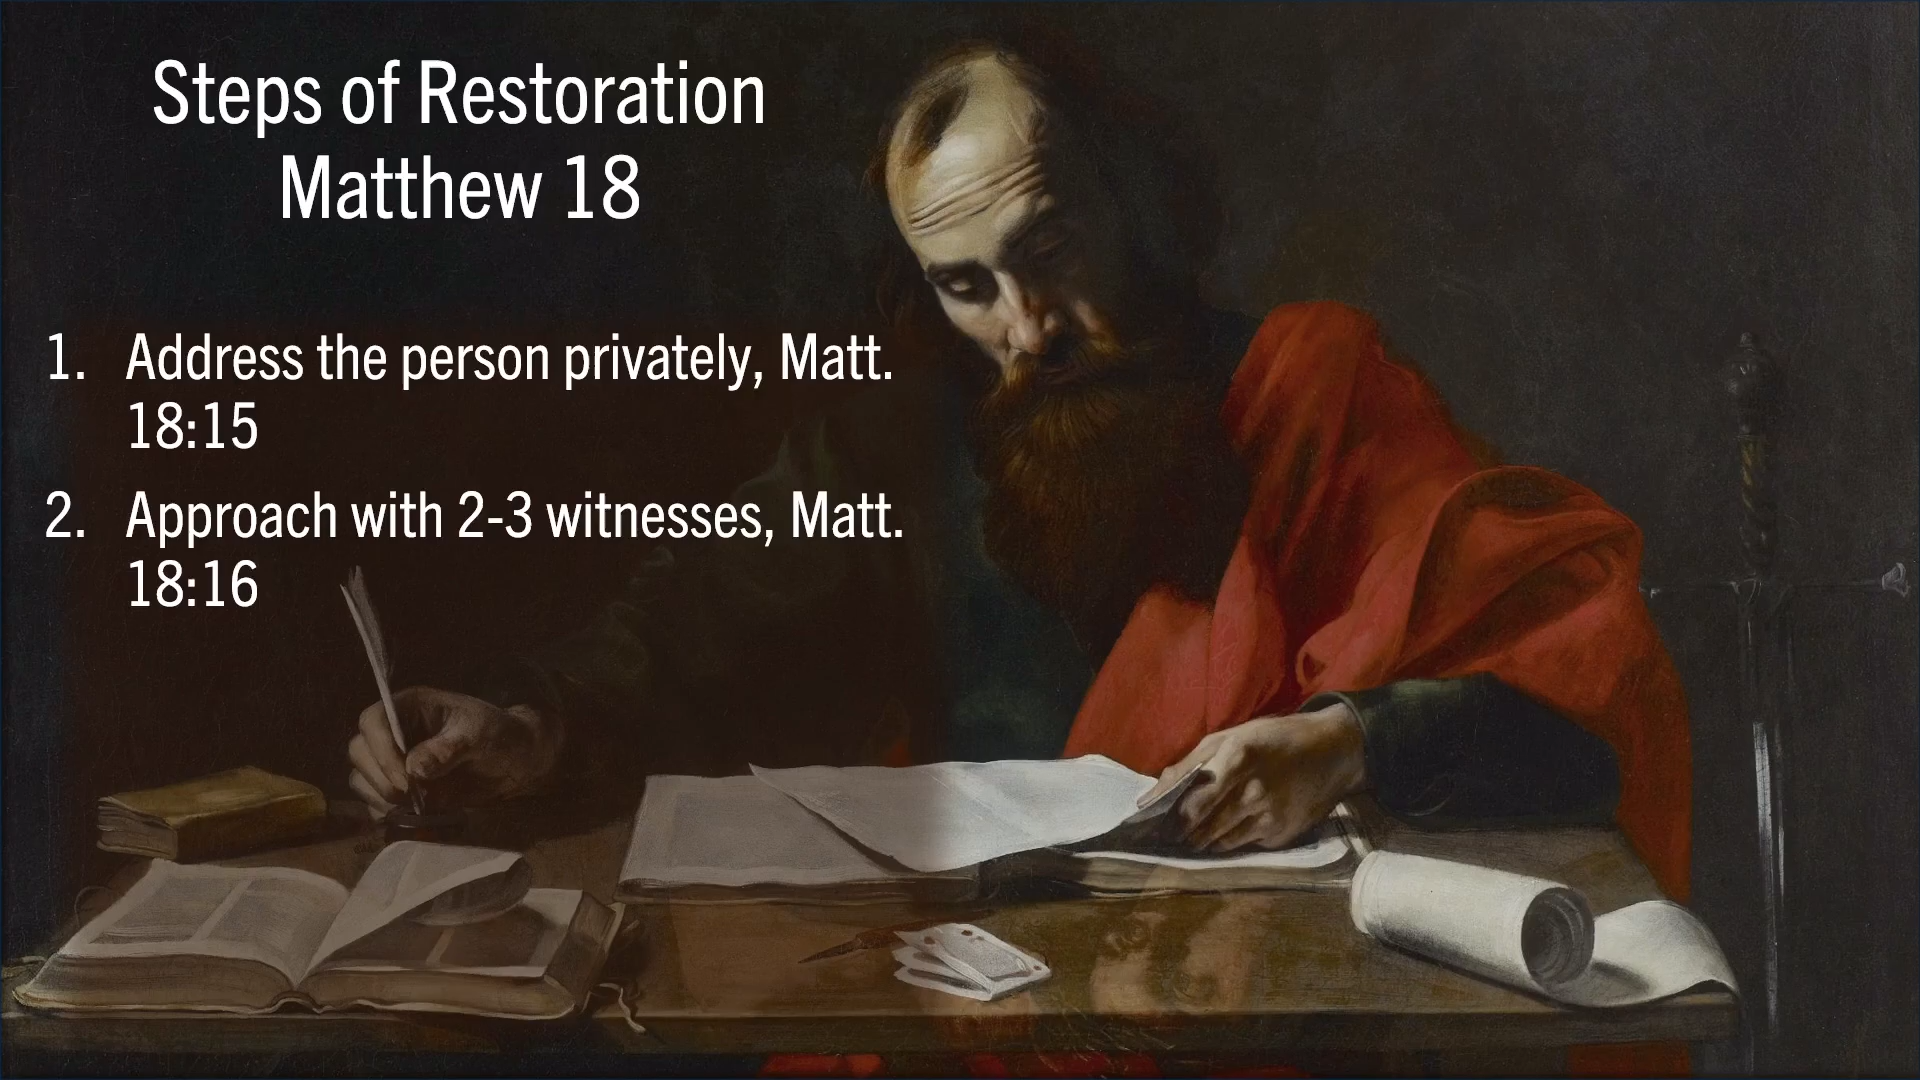 Steps of Restoration
Matthew 18
1. Address the person privately, Matt.
18:15
2. Approach with 2-3 witnesses, Matt.
18:16